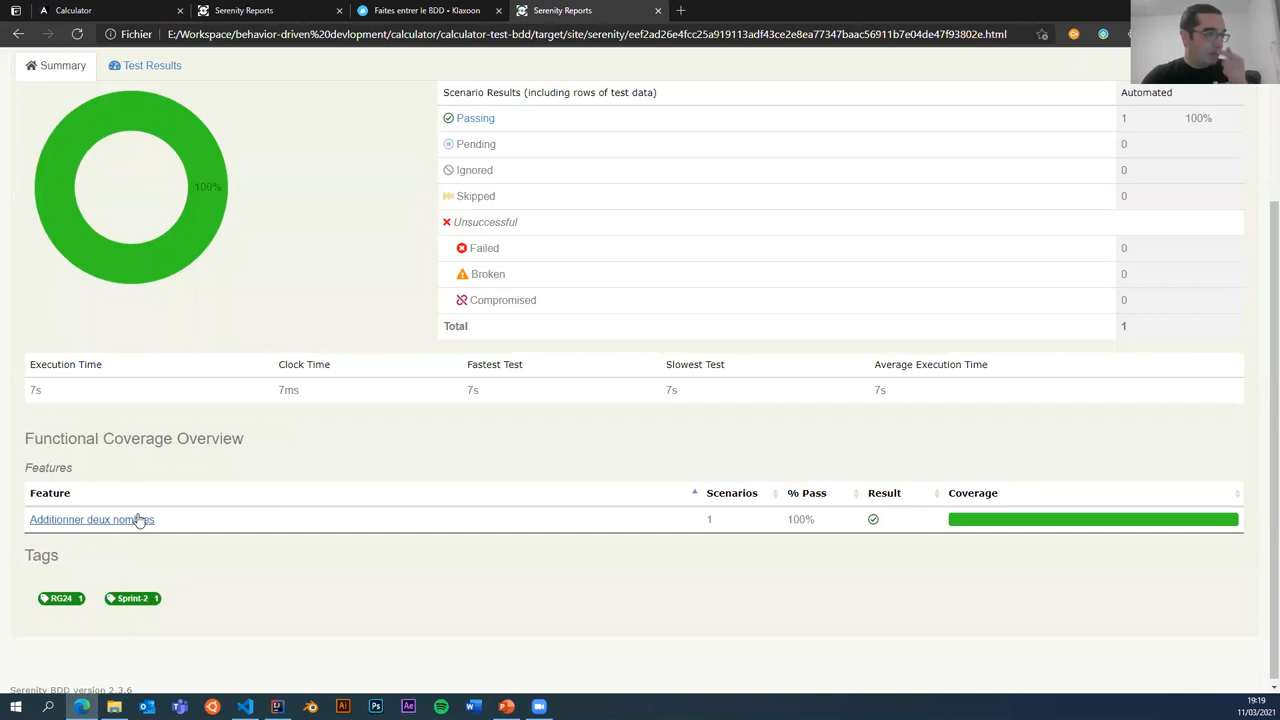 Calculator
Serenity Reports
Faites entrer le BDD - Klaxoon
Serenity Reports
Fichier
E:/Workspace/behavior-driven%20devlopment/calculator/calculator-test-bdd/target/site/serenity/eef2ad26e4fcc25a919113adf43ce2e8ea77347baac56911b7e04de47f93802e.html
Summary
Test Results
Scenario Results (including rows of test data)
Automated
100%
Passing
1
100%
Pending
0
Ignored
0
Skipped
0
Unsuccessful
Failed
0
Broken
0
Compromised
0
Total
1
Execution Time
Clock Time
Fastest Test
Slowest Test
Average Execution Time
7s
7ms
7s
7s
7s
Functional Coverage Overview
Features
Feature
Scenarios
% Pass
Result
Coverage
Additionner deux nombres
1
100%
Tags
RG24 1
Sprint-2 1
Serenity BDD version 2.3.6
19:19
11/03/2021